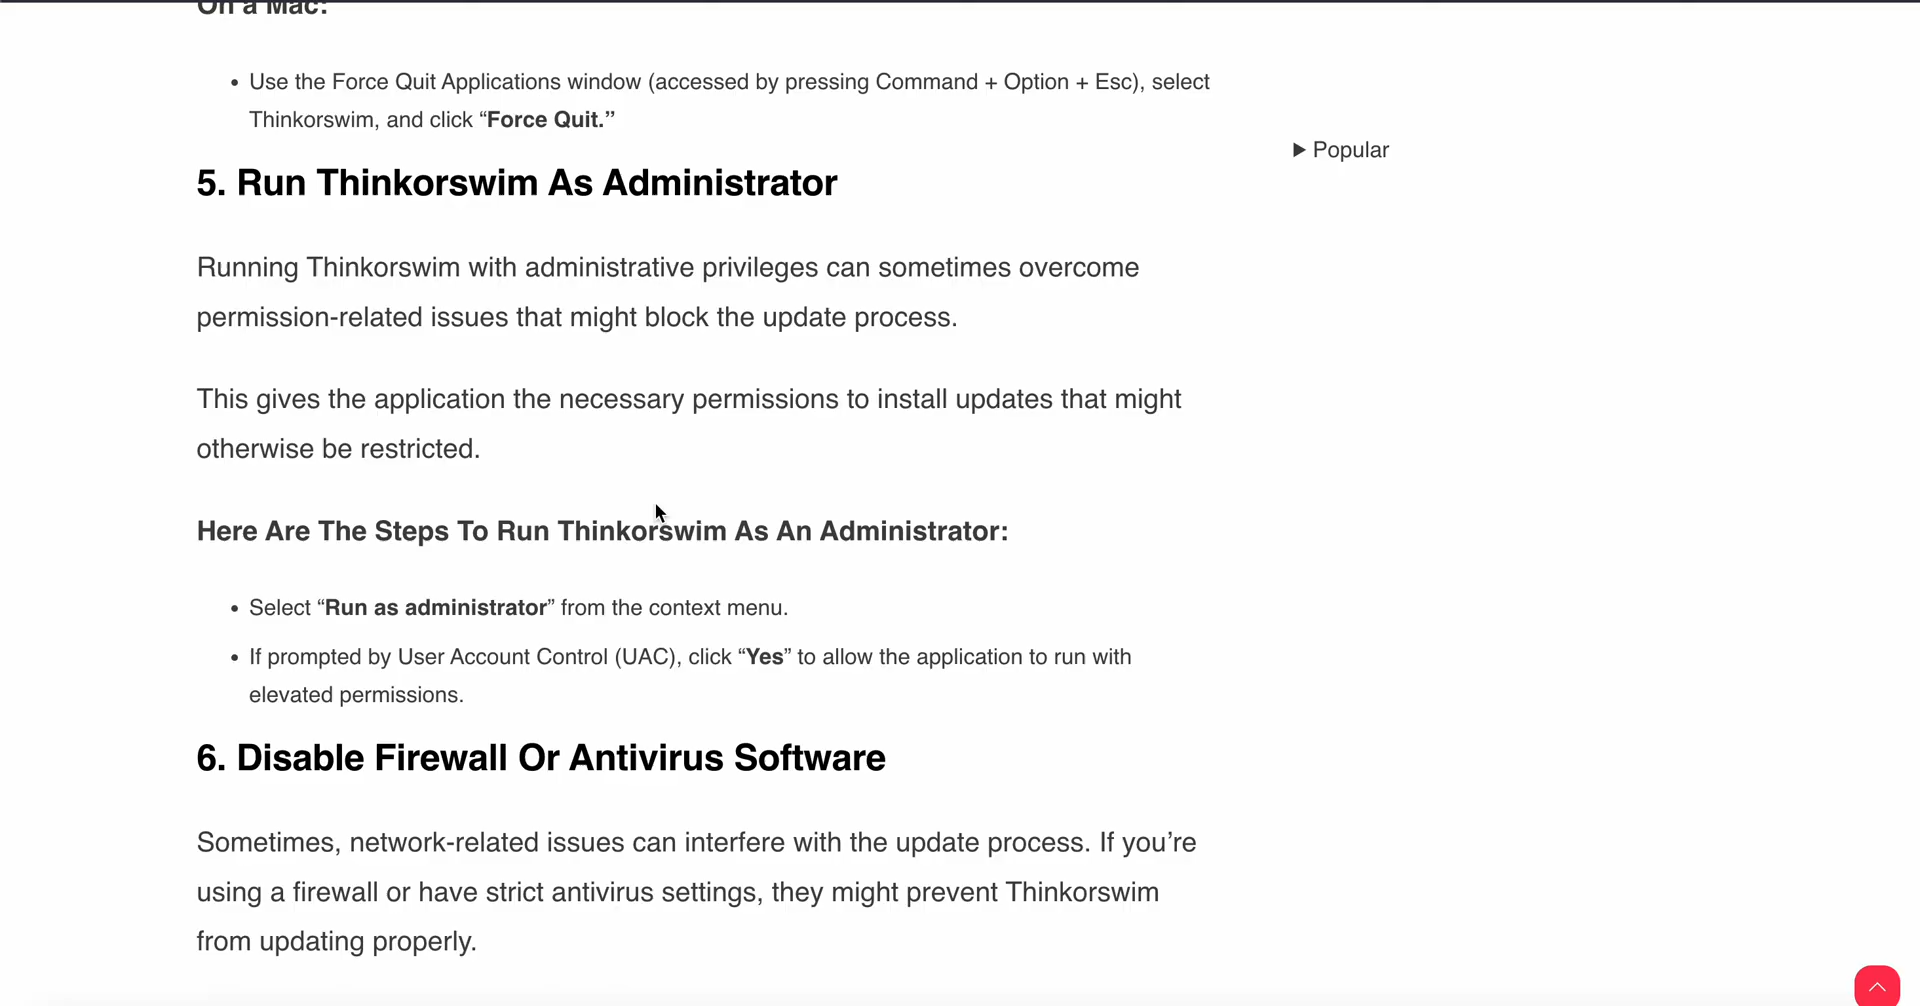 On a Mac:
Use the Force Quit Applications window (accessed by pressing Command + Option + Esc), select
Thinkorswim, and click “Force Quit.”
Popular
5. Run Thinkorswim As Administrator
Running Thinkorswim with administrative privileges can sometimes overcome
permission-related issues that might block the update process.
This gives the application the necessary permissions to install updates that might
otherwise be restricted.
Here Are The Steps To Run Thinkorswim As An Administrator:
Select “Run as administrator” from the context menu.
If prompted by User Account Control (UAC), click “Yes” to allow the application to run with
elevated permissions.
6. Disable Firewall Or Antivirus Software
Sometimes, network-related issues can interfere with the update process. If you’re
using a firewall or have strict antivirus settings, they might prevent Thinkorswim
from updating properly.